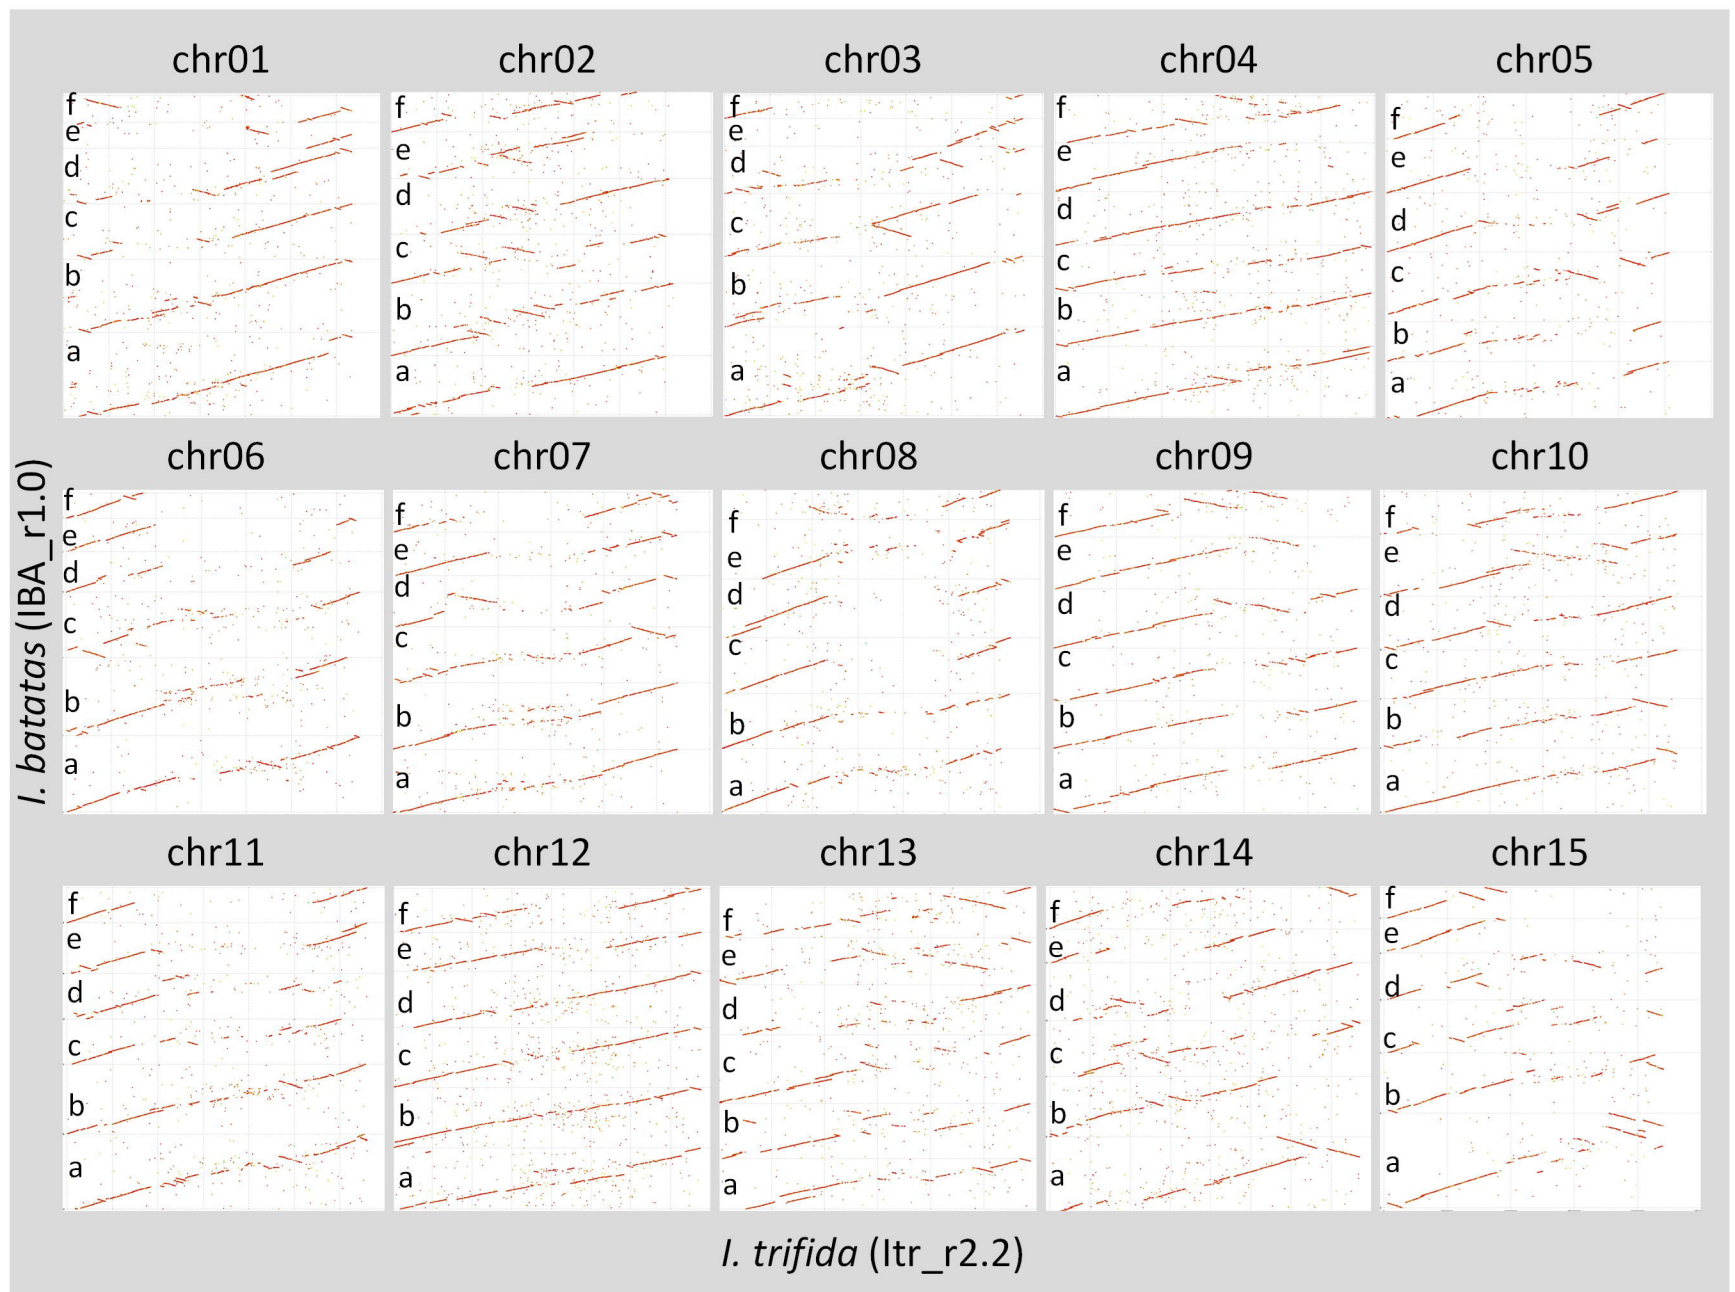 chr01 chr02 chr03 chr04 chr05
f f f f f
e e e e e
d d d d d
c c c c c
b b b b b
a a a a a
chr06 chr07 chr08 chr09 chr10
f f f f f
e e e e e
d d d d d
c c c c c
b b b b b
a a a a a
I. batatas (IBA_r1.0)
chr11 chr12 chr13 chr14 chr15
f f f f f
e e e e e
d d d d d
c c c c c
b b b b b
a a a a a
I. trifida (Itr_r2.2)